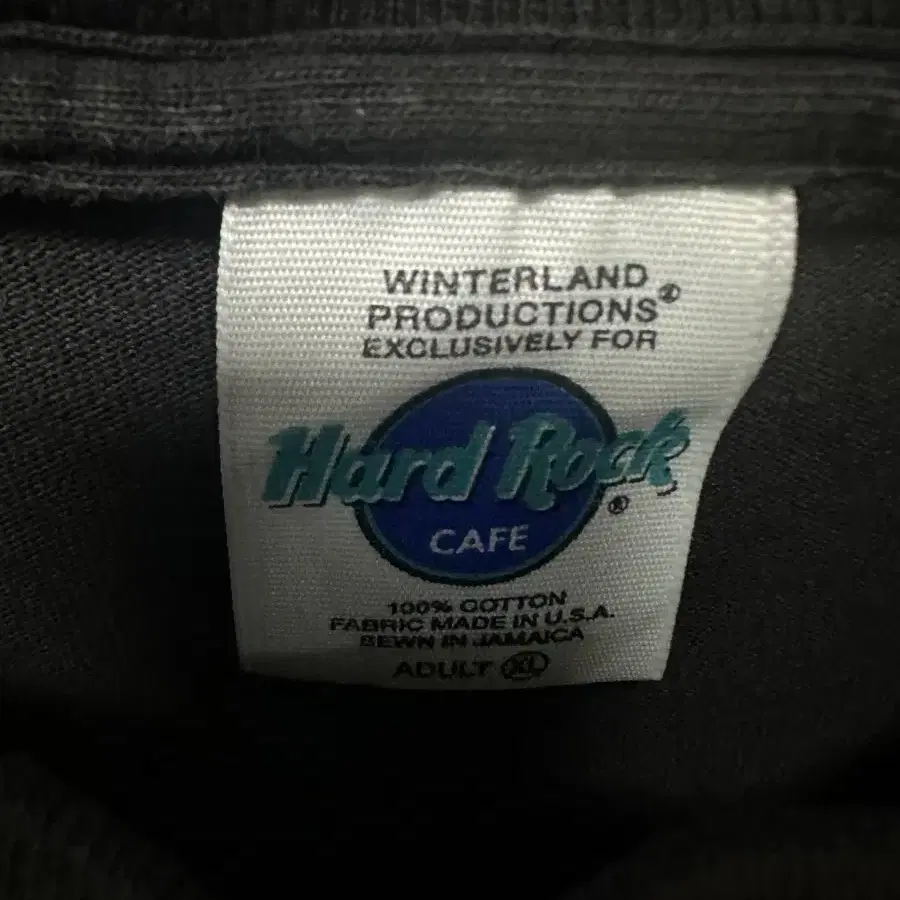 WINTERLAND
PRODUCTIONS®
EXCLUSIVELY FOR
Hard Rock®
CAFE
100% COTTON
FABRIC MADE IN U.S.A.
SEWN IN JAMAICA
ADULT XL